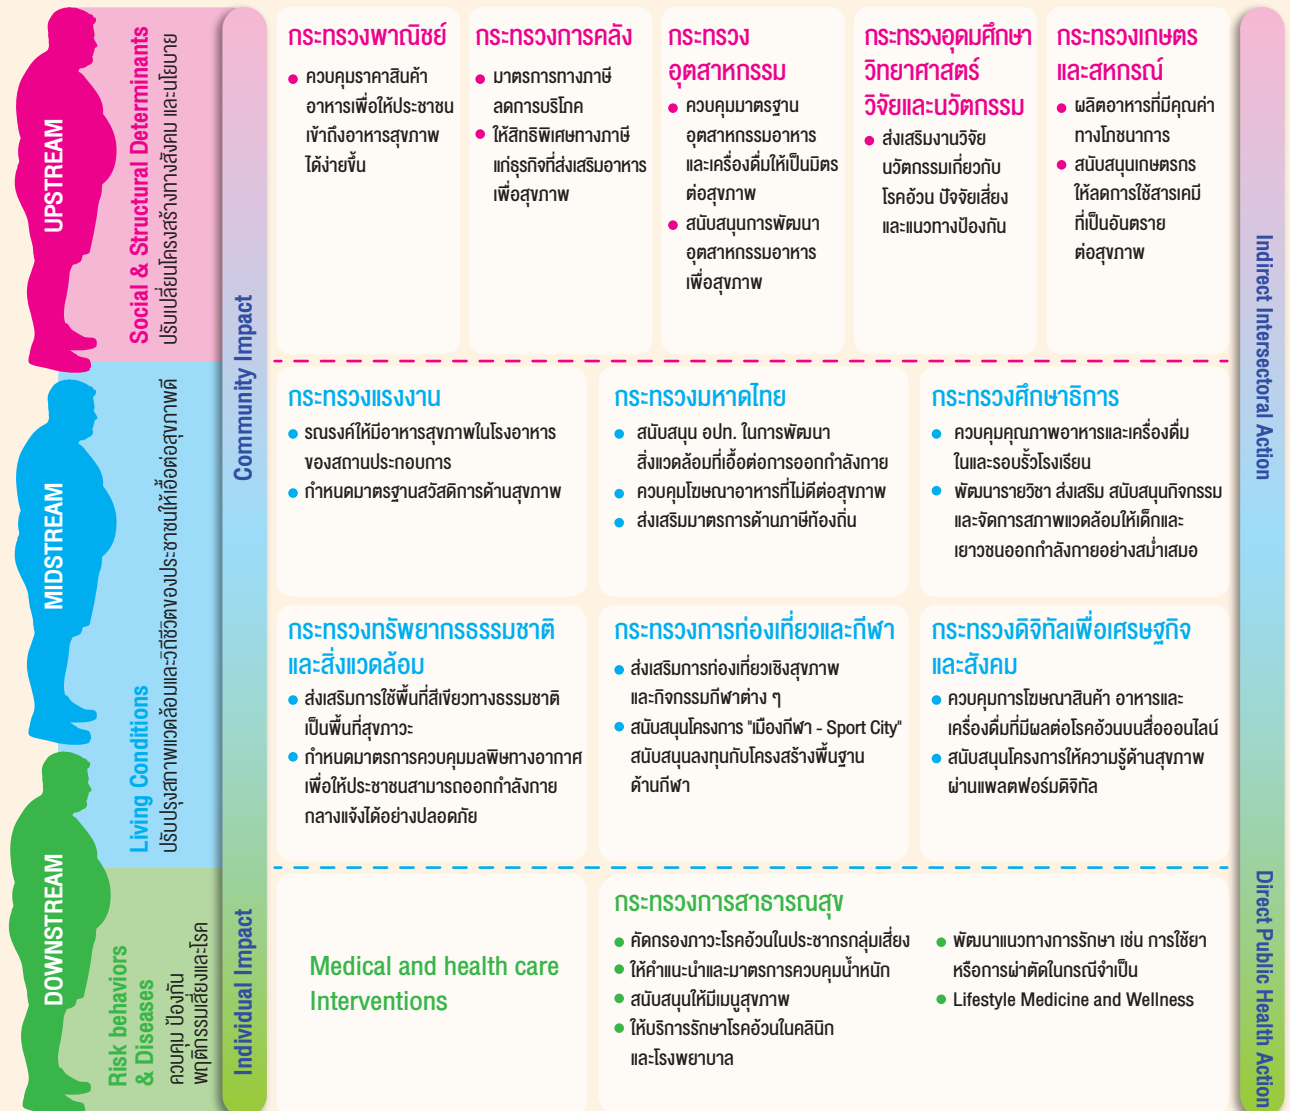 UPSTREAM
Social & Structural Determinants
ปรับเปลี่ยนโครงสร้างทางสังคม และนโยบาย
MIDSTREAM
Living Conditions
ปรับปรุงสภาพแวดล้อมและวิถีชีวิตของประชาชนให้เอื้อต่อสุขภาพดี
DOWNSTREAM
Risk behaviors
& Diseases
ควบคุม ป้องกัน
พฤติกรรมเสี่ยงและโรค
Community Impact
Individual Impact
กระทรวงพาณิชย์
ควบคุมราคาสินค้า
อาหารเพื่อให้ประชาชน
เข้าถึงอาหารสุขภาพ
ได้ง่ายขึ้น
กระทรวงการคลัง
มาตรการทางภาษี
ลดการบริโภค
ให้สิทธิพิเศษทางภาษี
แก่ธุรกิจที่ส่งเสริมอาหาร
เพื่อสุขภาพ
กระทรวง
อุตสาหกรรม
ควบคุมมาตรฐาน
อุตสาหกรรมอาหาร
และเครื่องดื่มให้เป็นมิตร
ต่อสุขภาพ
สนับสนุนการพัฒนา
อุตสาหกรรมอาหาร
เพื่อสุขภาพ
กระทรวงอุดมศึกษา
วิทยาศาสตร์
วิจัยและนวัตกรรม
ส่งเสริมงานวิจัย
นวัตกรรมเกี่ยวกับ
โรคอ้วน ปัจจัยเสี่ยง
และแนวทางป้องกัน
กระทรวงเกษตร
และสหกรณ์
ผลิตอาหารที่มีคุณค่า
ทางโภชนาการ
สนับสนุนเกษตรกร
ให้ลดการใช้สารเคมี
ที่เป็นอันตราย
ต่อสุขภาพ
กระทรวงแรงงาน
รณรงค์ให้มีอาหารสุขภาพในโรงอาหาร
ของสถานประกอบการ
กำหนดมาตรฐานสวัสดิการด้านสุขภาพ
กระทรวงมหาดไทย
สนับสนุน อปท. ในการพัฒนา
สิ่งแวดล้อมที่เอื้อต่อการออกกำลังกาย
ควบคุมโฆษณาอาหารที่ไม่ดีต่อสุขภาพ
ส่งเสริมมาตรการด้านภาษีท้องถิ่น
กระทรวงศึกษาธิการ
ควบคุมคุณภาพอาหารและเครื่องดื่ม
ในและรอบรั้วโรงเรียน
พัฒนารายวิชา ส่งเสริม สนับสนุนกิจกรรม
และจัดการสภาพแวดล้อมให้เด็กและ
เยาวชนออกกำลังกายอย่างสม่ำเสมอ
กระทรวงทรัพยากรธรรมชาติ
และสิ่งแวดล้อม
ส่งเสริมการใช้พื้นที่สีเขียวทางธรรมชาติ
เป็นพื้นที่สุขภาวะ
กำหนดมาตรการควบคุมมลพิษทางอากาศ
เพื่อให้ประชาชนสามารถออกกำลังกาย
กลางแจ้งได้อย่างปลอดภัย
กระทรวงการท่องเที่ยวและกีฬา
ส่งเสริมการท่องเที่ยวเชิงสุขภาพ
และกิจกรรมกีฬาต่าง ๆ
สนับสนุนโครงการ "เมืองกีฬา - Sport City"
สนับสนุนลงทุนกับโครงสร้างพื้นฐาน
ด้านกีฬา
กระทรวงดิจิทัลเพื่อเศรษฐกิจ
และสังคม
ควบคุมการโฆษณาสินค้า อาหารและ
เครื่องดื่มที่มีผลต่อโรคอ้วนบนสื่อออนไลน์
สนับสนุนโครงการให้ความรู้ด้านสุขภาพ
ผ่านแพลตฟอร์มดิจิทัล
Medical and health care
Interventions
กระทรวงการสาธารณสุข
คัดกรองภาวะโรคอ้วนในประชากรกลุ่มเสี่ยง
ให้คำแนะนำและมาตรการควบคุมน้ำหนัก
สนับสนุนให้มีเมนูสุขภาพ
ให้บริการรักษาโรคอ้วนในคลินิก
และโรงพยาบาล
พัฒนาแนวทางการรักษา เช่น การใช้ยา
หรือการผ่าตัดในกรณีจำเป็น
Lifestyle Medicine and Wellness
Indirect Intersectoral Action
Direct Public Health Action